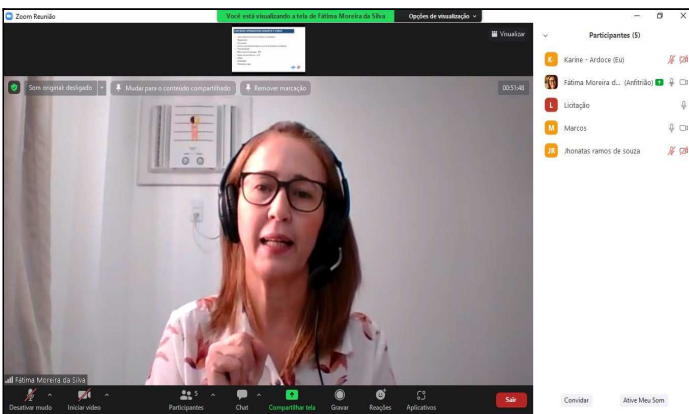 Zoom Reunião
Você está visualizando a tela de Fátima Moreira da Silva
Opções de visualização
Visualizar
Som original: desligado
Mudar para o conteúdo compartilhado
Remover marcação
00:51:48
Fátima Moreira da Silva
Desativar mudo
Iniciar vídeo
5
Participantes
Chat
Compartilhar tela
Gravar
Reações
Aplicativos
Sair
Participantes (5)
K-
Karine - Ardoce (Eu)
Fátima Moreira d... (Anfitrião)
L
Licitação
M
Marcos
JR
Jhonatas ramos de souza
Convidar
Ative Meu Som